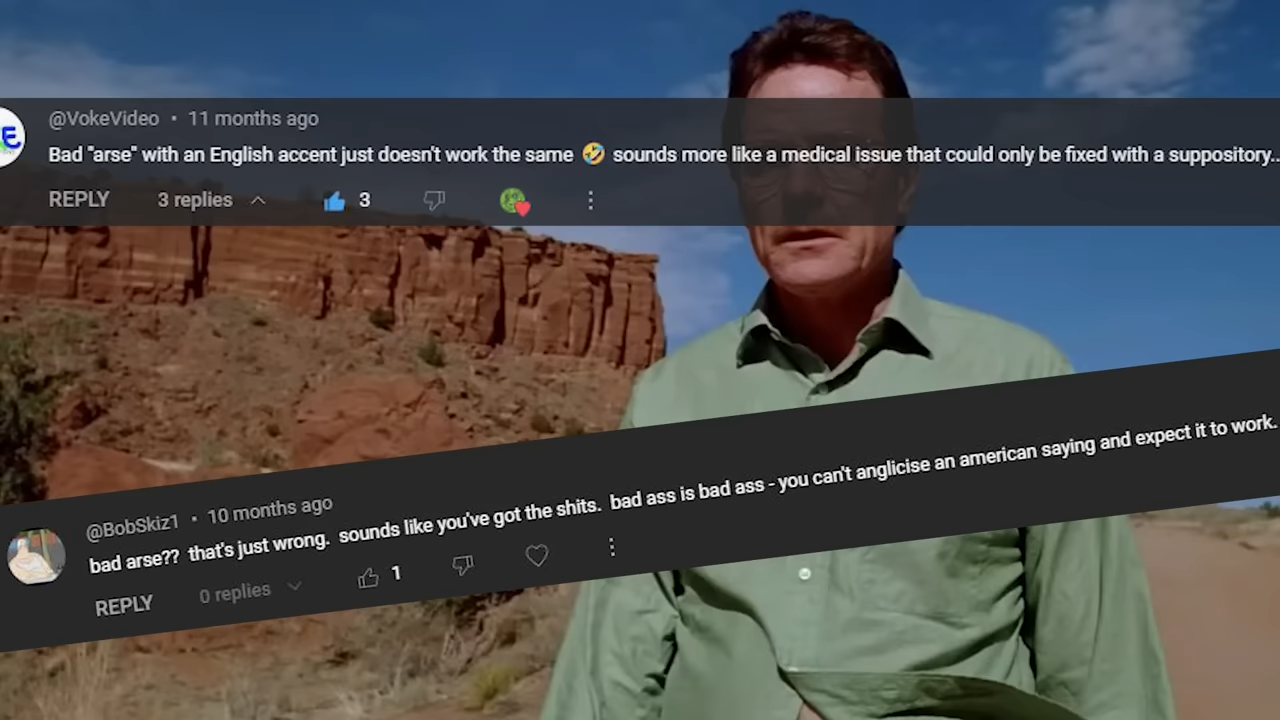 E
@VokeVideo • 11 months ago
Bad "arse" with an English accent just doesn't work the same 🤣 sounds more like a medical issue that could only be fixed with a suppository..
REPLY 3 replies 3
@BobSkiz1 • 10 months ago
bad arse?? that's just wrong. sounds like you've got the shits. bad ass is bad ass - you can't anglicise an american saying and expect it to work.
REPLY 0 replies 1